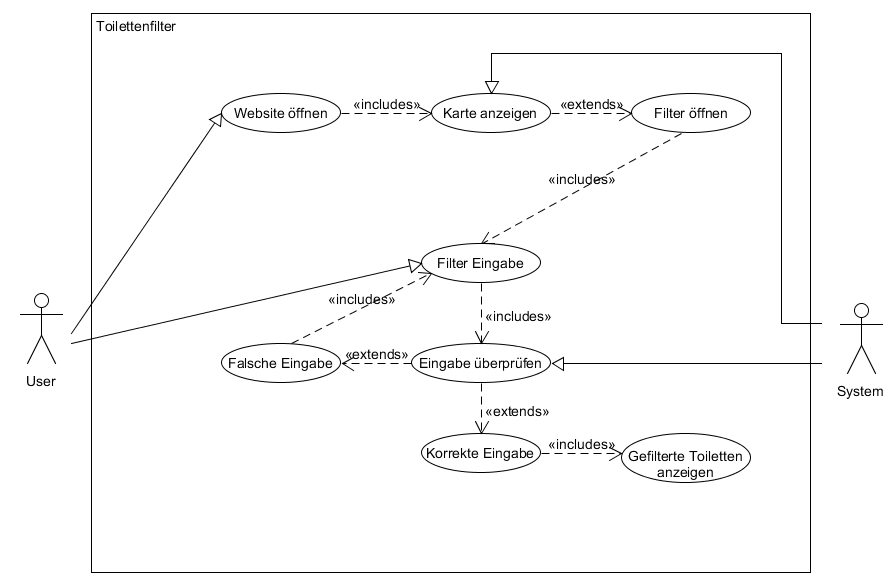 Toilettenfilter
Website öffnen
«includes»
Karte anzeigen
«extends»
Filter öffnen
«includes»
Filter Eingabe
«includes»
«includes»
Falsche Eingabe
«extends»
Eingabe überprüfen
User
System
«extends»
Korrekte Eingabe
«includes»
Gefilterte Toiletten
anzeigen